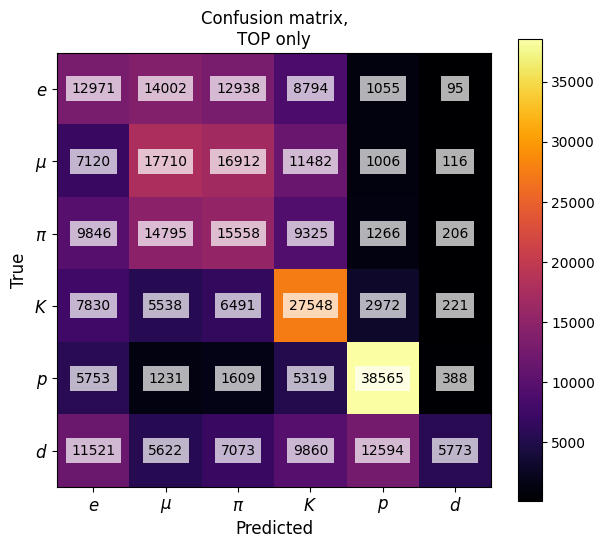 Confusion matrix,
TOP only
True
e 12971 14002 12938 8794 1055 95
μ 7120 17710 16912 11482 1006 116
π 9846 14795 15558 9325 1266 206
K 7830 5538 6491 27548 2972 221
p 5753 1231 1609 5319 38565 388
d 11521 5622 7073 9860 12594 5773
e μ π K p d
Predicted
35000
30000
25000
20000
15000
10000
5000